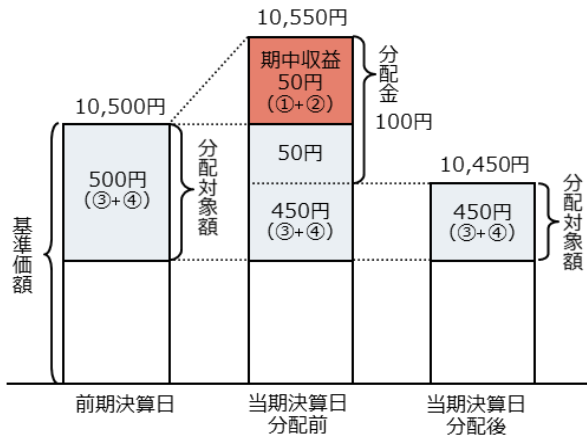 10,550円
期中収益
50円
(①+②)
分配金
100円
10,500円
50円
500円
(③+④)
分配対象額
450円
(③+④)
10,450円
450円
(③+④)
分配対象額
基準価額
前期決算日
当期決算日
分配前
当期決算日
分配後